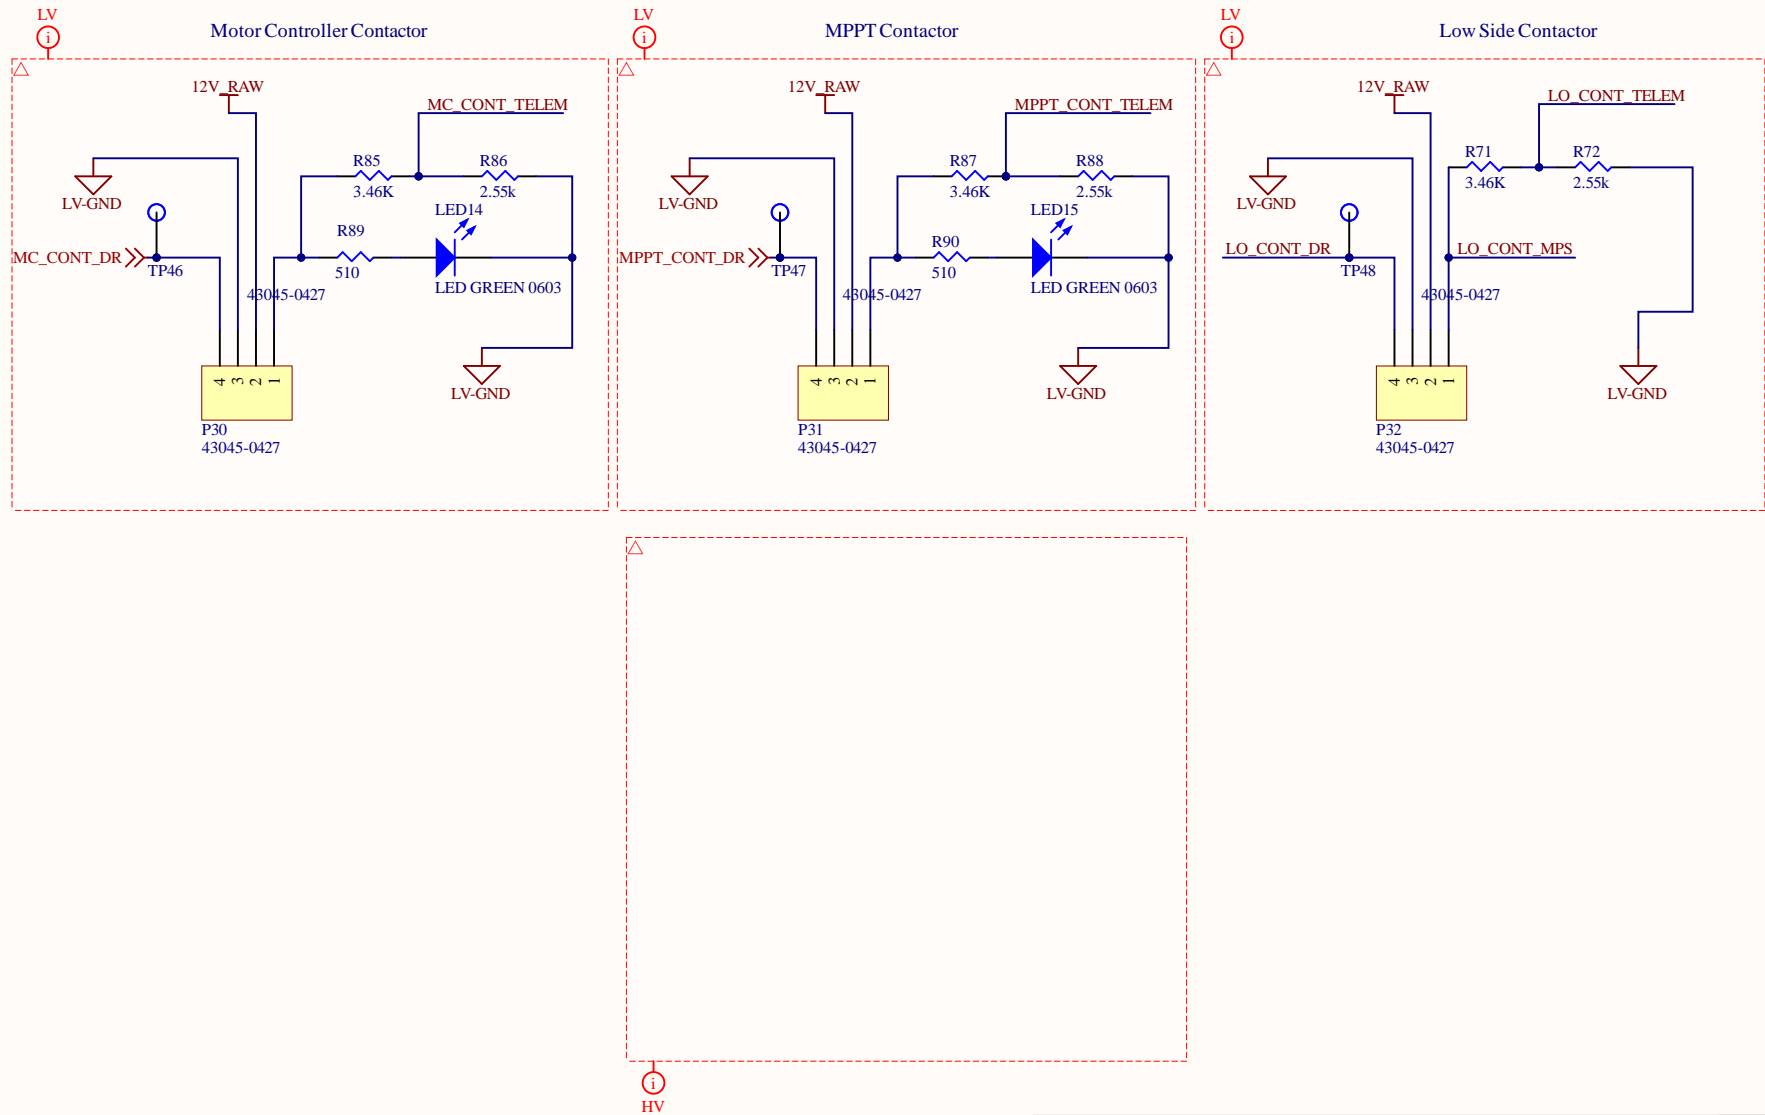 LV
Motor Controller Contactor
12V_RAW
MC_CONT_TELEM
R85
3.46K
R86
2.55k
LV-GND
LED14
R89
510
MC_CONT_DR
TP46
LED GREEN 0603
43045-0427
4
3
2
1
LV-GND
P30
43045-0427
LV
MPPT Contactor
12V_RAW
MPPT_CONT_TELEM
R87
3.46K
R88
2.55k
LV-GND
LED15
R90
510
MPPT_CONT_DR
TP47
LED GREEN 0603
43045-0427
4
3
2
1
LV-GND
P31
43045-0427
LV
Low Side Contactor
12V_RAW
LO_CONT_TELEM
R71
3.46K
R72
2.55k
LV-GND
LO_CONT_DR
TP48
LO_CONT_MPS
43045-0427
4
3
2
1
LV-GND
P32
43045-0427
i
i
i
i
HV